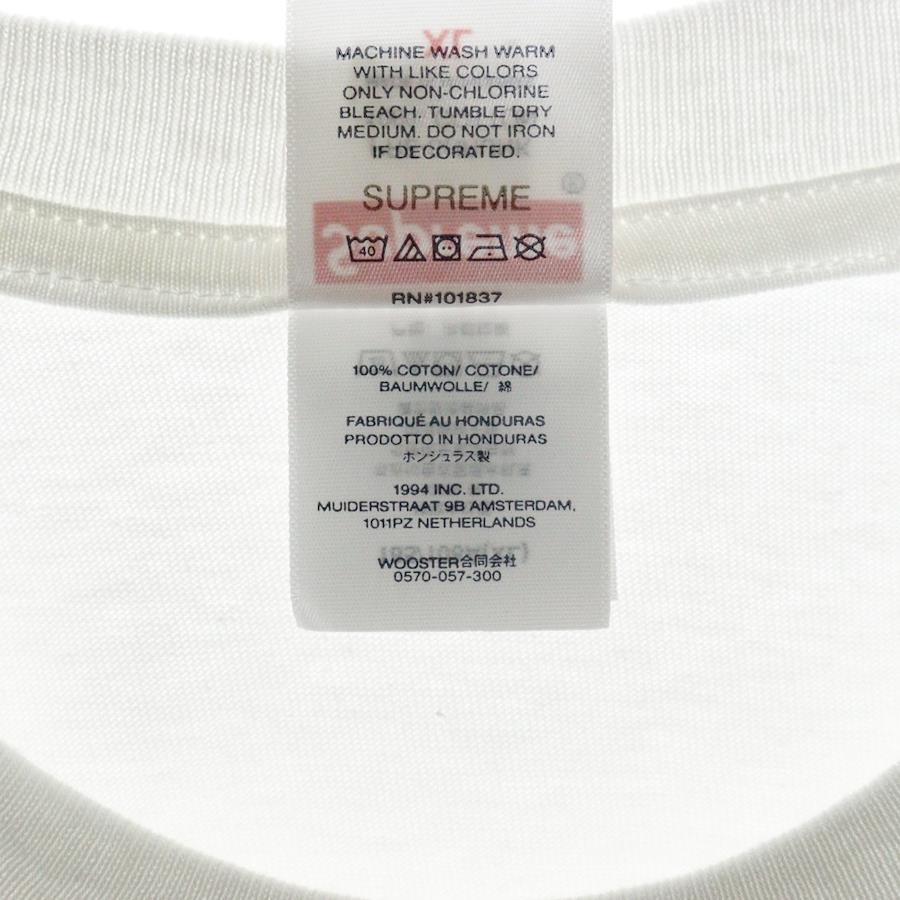 MACHINE WASH WARM
WITH LIKE COLORS
ONLY NON-CHLORINE
BLEACH. TUMBLE DRY
MEDIUM. DO NOT IRON
IF DECORATED.
SUPREME
40
RN#101837
100% COTON/ COTONE/
BAUMWOLLE/ 綿
FABRIQUÉ AU HONDURAS
PRODOTTO IN HONDURAS
ホンジュラス製
1994 INC. LTD.
MUIDERSTRAAT 9B AMSTERDAM,
1011PZ NETHERLANDS
WOOSTER合同会社
0570-057-300